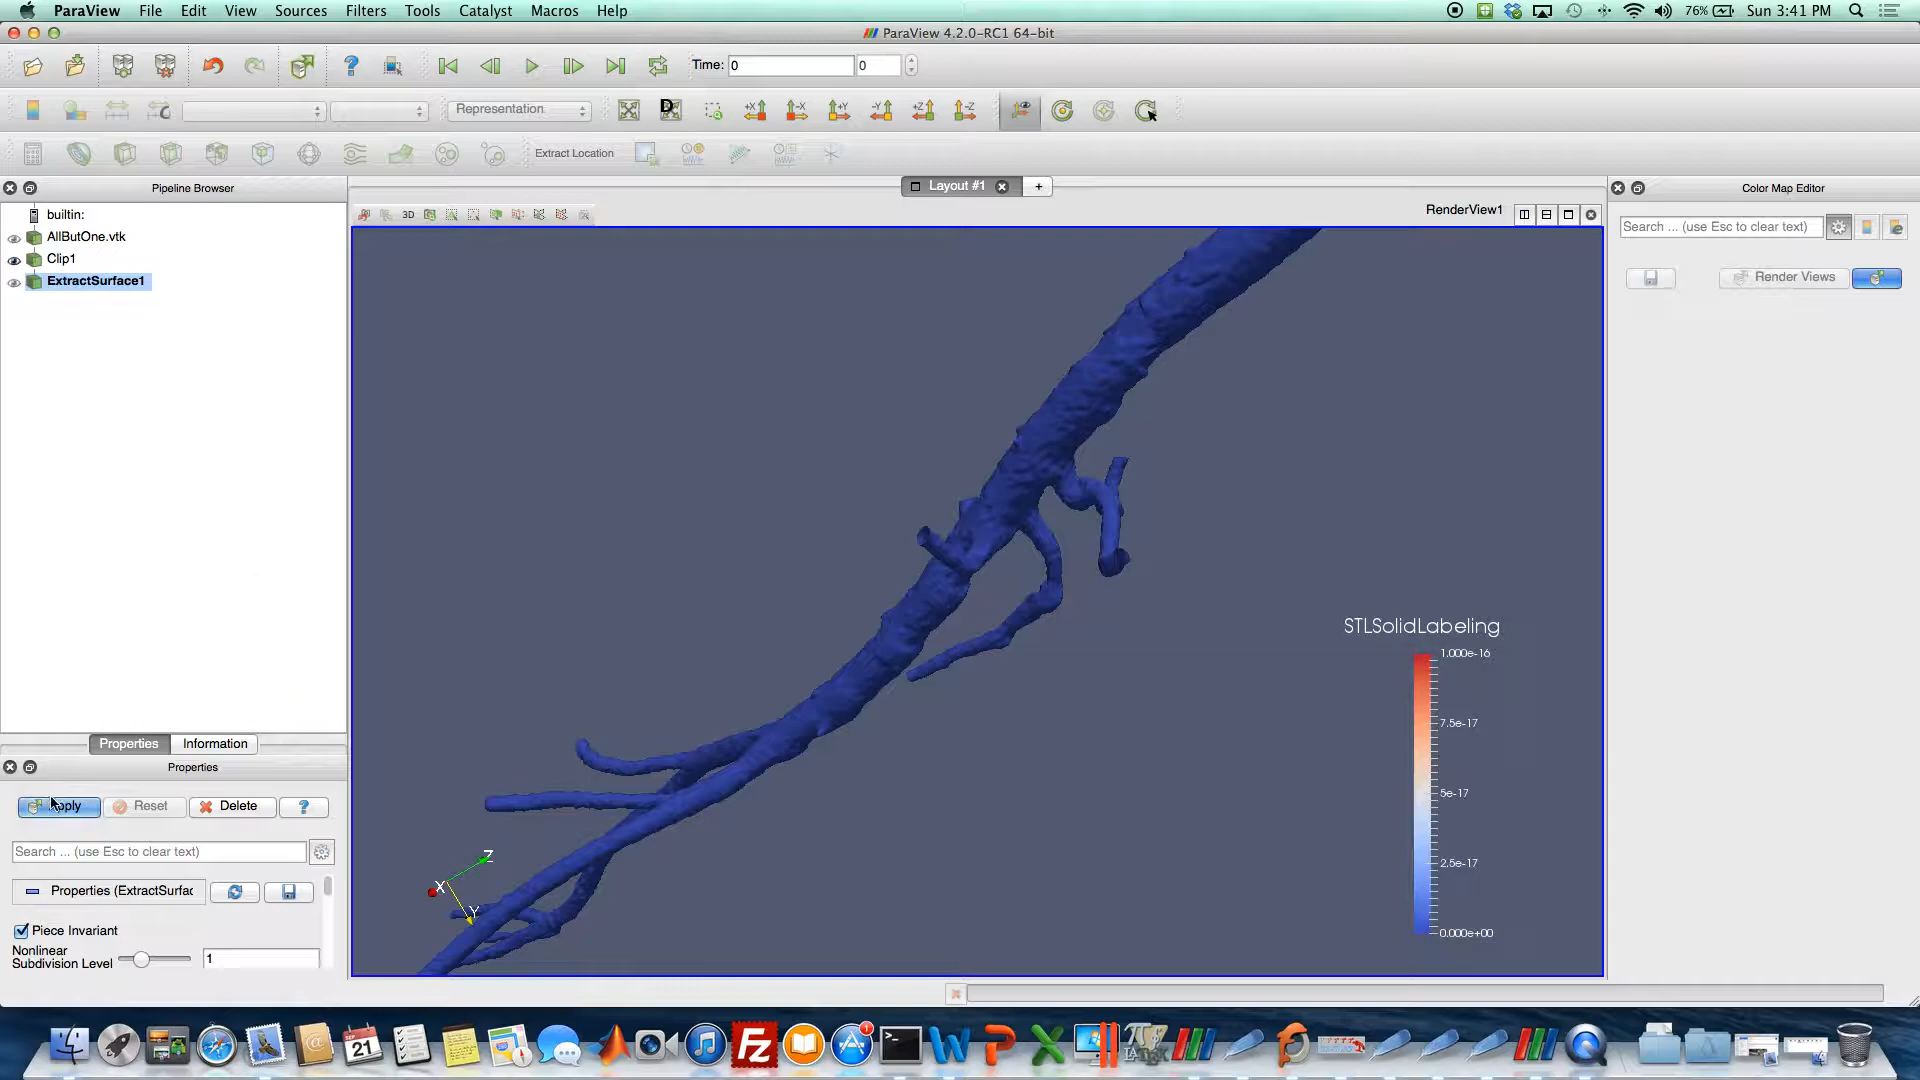 ParaView File Edit View Sources Filters Tools Catalyst Macros Help 76% Sun 3:41 PM
ParaView 4.2.0-RC1 64-bit
Time: 0 0
Representation
Extract Location
Pipeline Browser
Layout #1
Color Map Editor
3D
RenderView1
builtin:
AllButOne.vtk
Clip1
ExtractSurface1
Search ... (use Esc to clear text)
Render Views
STLSolidLabeling
1.000e-16
7.5e-17
5e-17
2.5e-17
0.000e+00
Z
X
Y
Properties Information
Properties
Reset Delete ?
Search ... (use Esc to clear text)
Properties (ExtractSurfac
Piece Invariant
Nonlinear
Subdivision Level 1